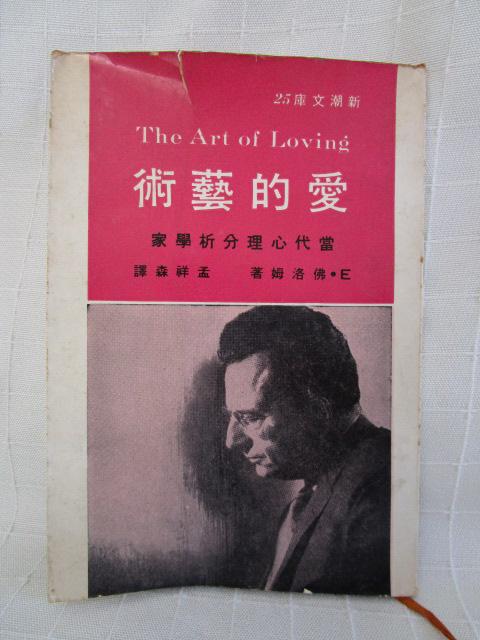 新潮文庫25
The Art of Loving
愛的藝術
當代心理分析學家
E•佛洛姆著 孟祥森譯